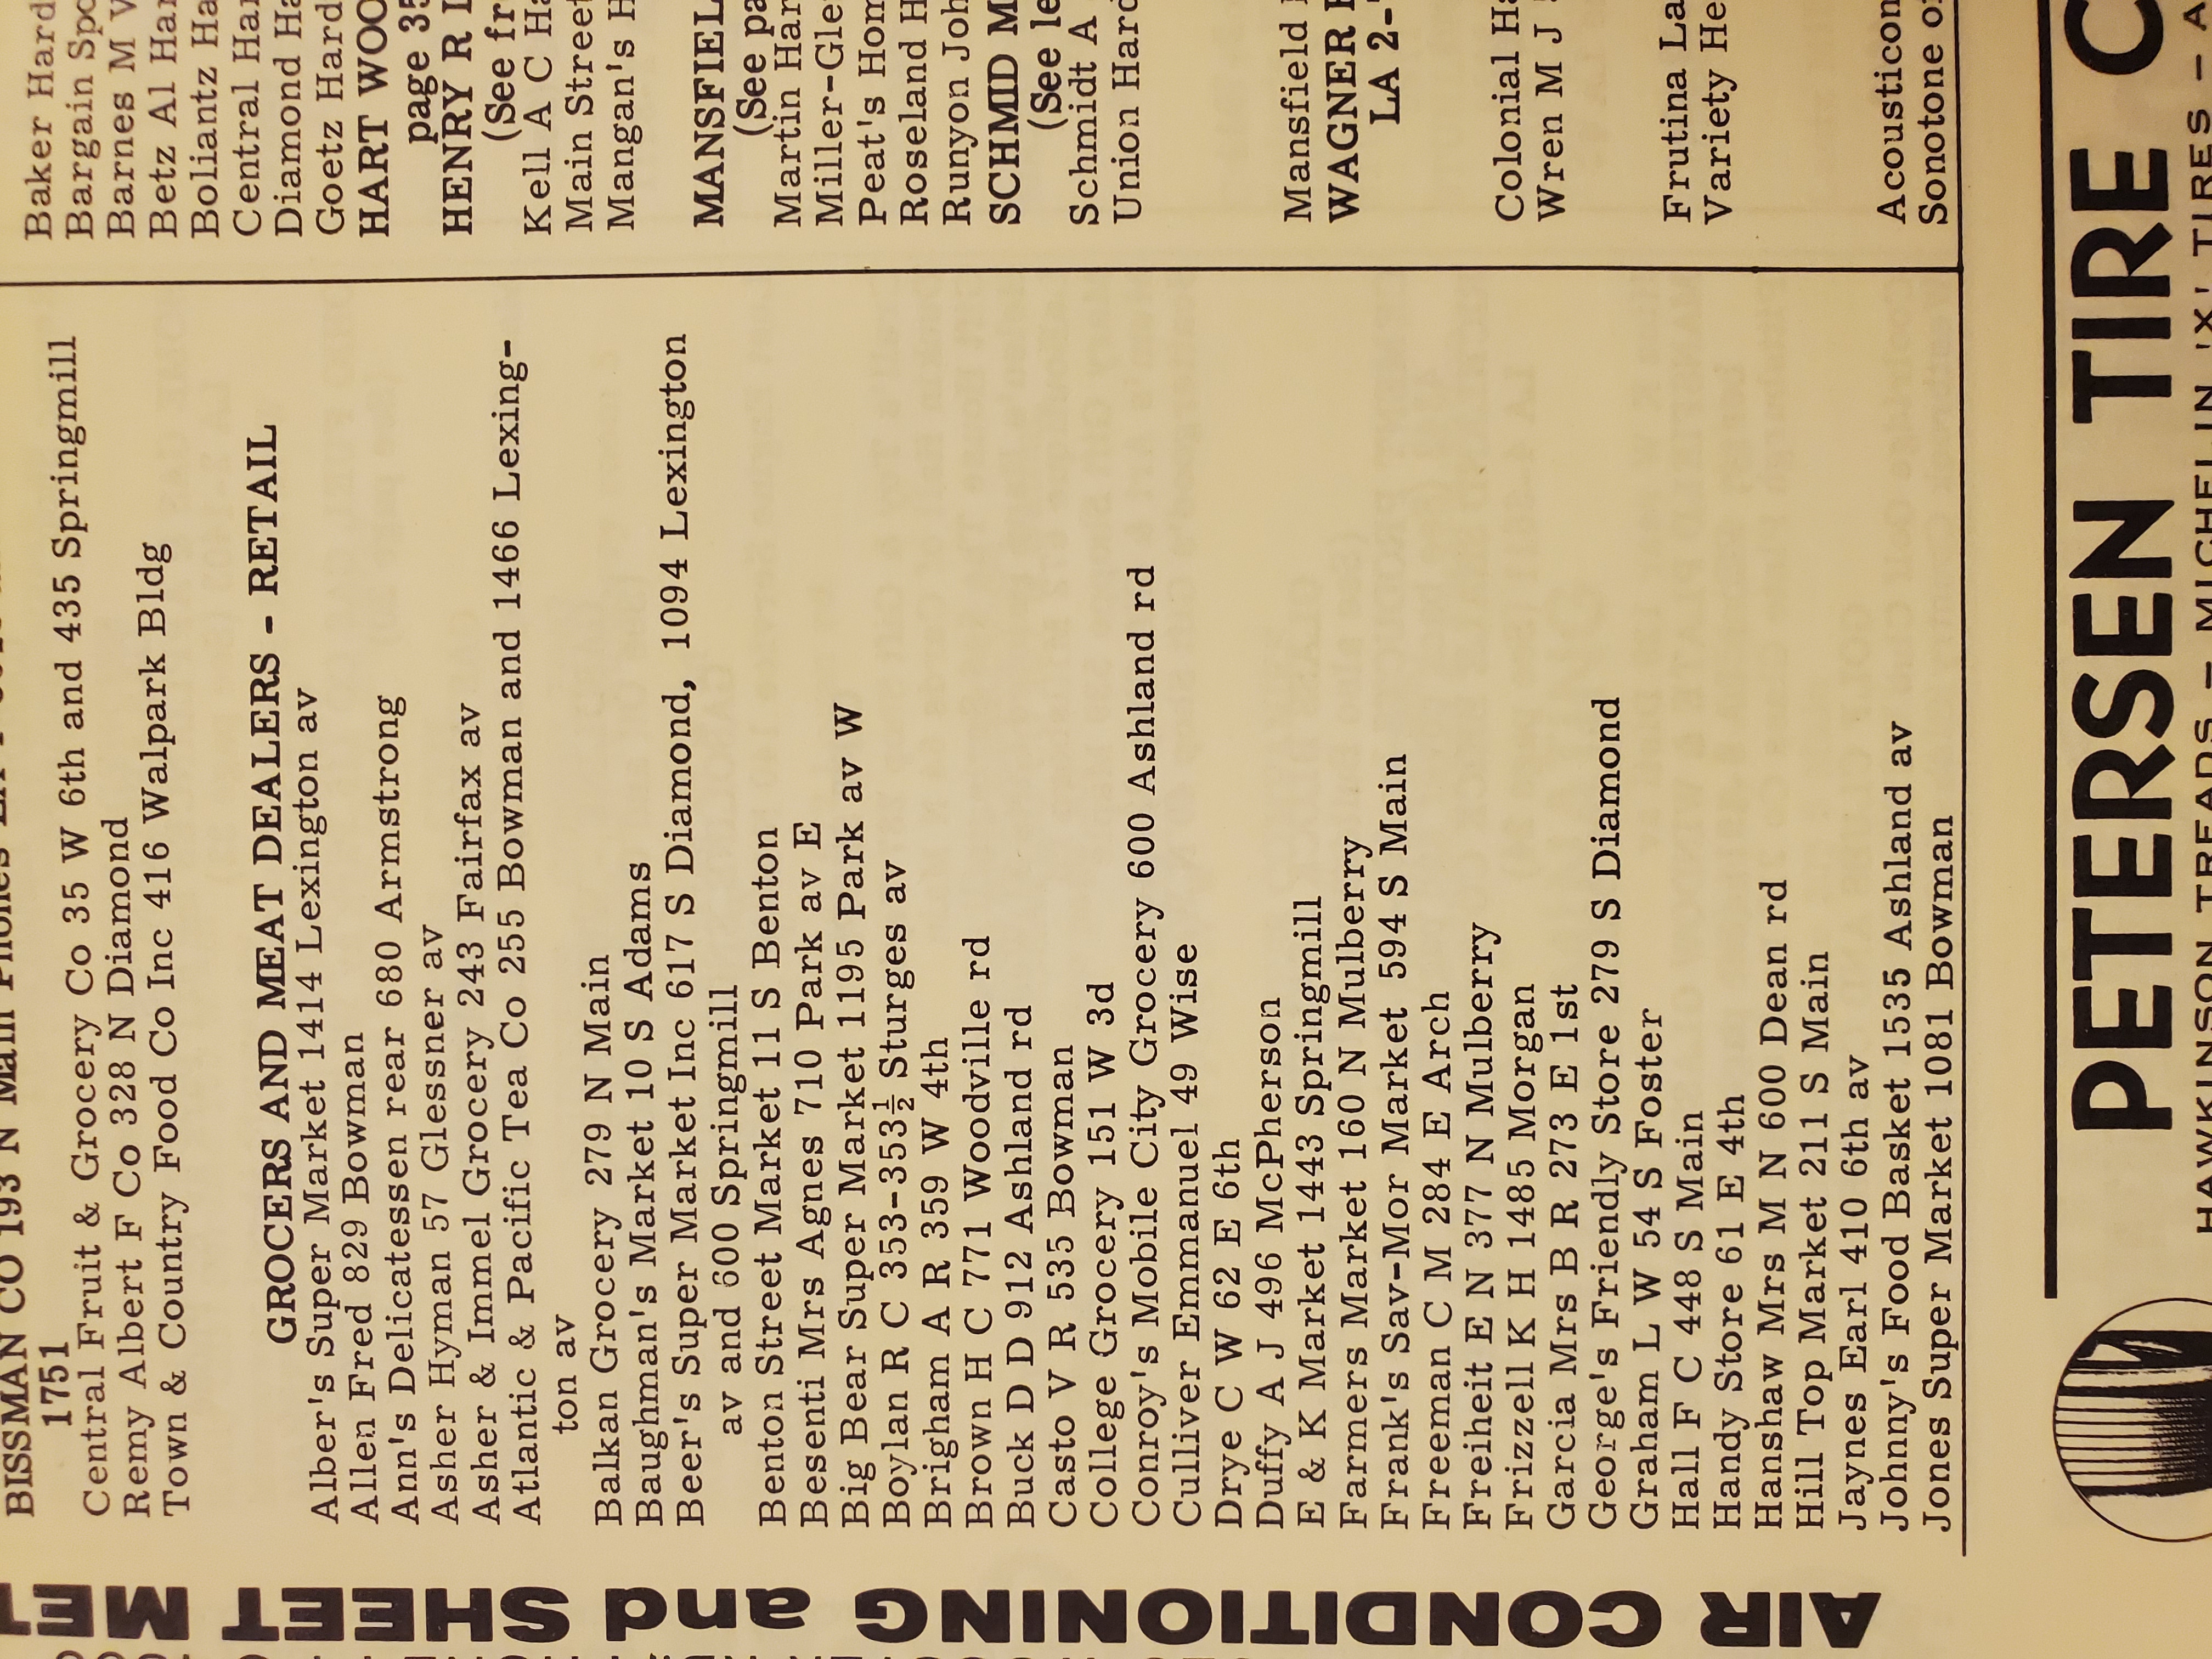 BISSMAN CO 193 N Main Phones
1751
Central Fruit & Grocery Co 35 W 6th and 435 Springmill
Remy Albert F Co 328 N Diamond
Town & Country Food Co Inc 416 Walpark Bldg
GROCERS AND MEAT DEALERS - RETAIL
Alber's Super Market 1414 Lexington av
Allen Fred 829 Bowman
Ann's Delicatessen rear 680 Armstrong
Asher Hyman 57 Glessner av
Asher & Immel Grocery 243 Fairfax av
Atlantic & Pacific Tea Co 255 Bowman and 1466 Lexing-
ton av
Balkan Grocery 279 N Main
Baughman's Market 10 S Adams
Beer's Super Market Inc 617 S Diamond, 1094 Lexington
av and 600 Springmill
Benton Street Market 11 S Benton
Besenti Mrs Agnes 710 Park av E
Big Bear Super Market 1195 Park av W
Boylan R C 353-353½ Sturges av
Brigham A R 359 W 4th
Brown H C 771 Woodville rd
Buck D D 912 Ashland rd
Casto V R 535 Bowman
College Grocery 151 W 3d
Conroy's Mobile City Grocery 600 Ashland rd
Culliver Emmanuel 49 Wise
Drye C W 62 E 6th
Duffy A J 496 McPherson
E & K Market 1443 Springmill
Farmers Market 160 N Mulberry
Frank's Sav-Mor Market 594 S Main
Freeman C M 284 E Arch
Freiheit E N 377 N Mulberry
Frizzell K H 1485 Morgan
Garcia Mrs B R 273 E 1st
George's Friendly Store 279 S Diamond
Graham L W 54 S Foster
Hall F C 448 S Main
Handy Store 61 E 4th
Hanshaw Mrs M N 600 Dean rd
Hill Top Market 211 S Main
Jaynes Earl 410 6th av
Johnny's Food Basket 1535 Ashland av
Jones Super Market 1081 Bowman
Baker Hard
Bargain Spo
Barnes M V
Betz Al Har
Boliantz Ha
Central Har
Diamond Ha
Goetz Hard
HART WOO
page 35
HENRY R
(See fr
Kell A C Ha
Main Street
Mangan's H
MANSFIEL
(See pa
Martin Har
Miller-Gle
Peat's Hom
Roseland H
Runyon Joh
SCHMID M
(See le
Schmidt A
Union Hard
Mansfield
WAGNER
LA 2-
Colonial Ha
Wren M J
Frutina La
Variety He
Acousticon
Sonotone o
PETERSEN TIRE C
HAWKINSON TREADS - MICHELIN 'X' TIRES - A
AIR CONDITIONING and SHEET MET